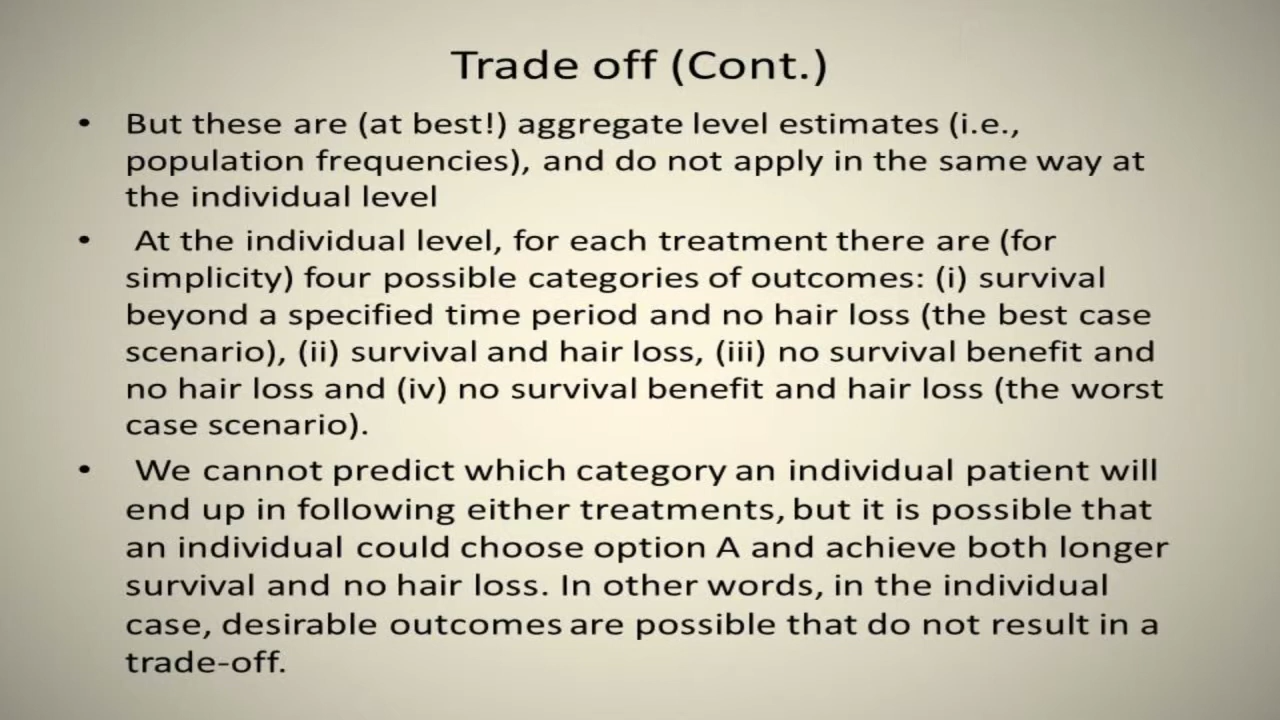 Trade off (Cont.)
• But these are (at best!) aggregate level estimates (i.e.,
population frequencies), and do not apply in the same way at
the individual level
• At the individual level, for each treatment there are (for
simplicity) four possible categories of outcomes: (i) survival
beyond a specified time period and no hair loss (the best case
scenario), (ii) survival and hair loss, (iii) no survival benefit and
no hair loss and (iv) no survival benefit and hair loss (the worst
case scenario).
• We cannot predict which category an individual patient will
end up in following either treatments, but it is possible that
an individual could choose option A and achieve both longer
survival and no hair loss. In other words, in the individual
case, desirable outcomes are possible that do not result in a
trade-off.